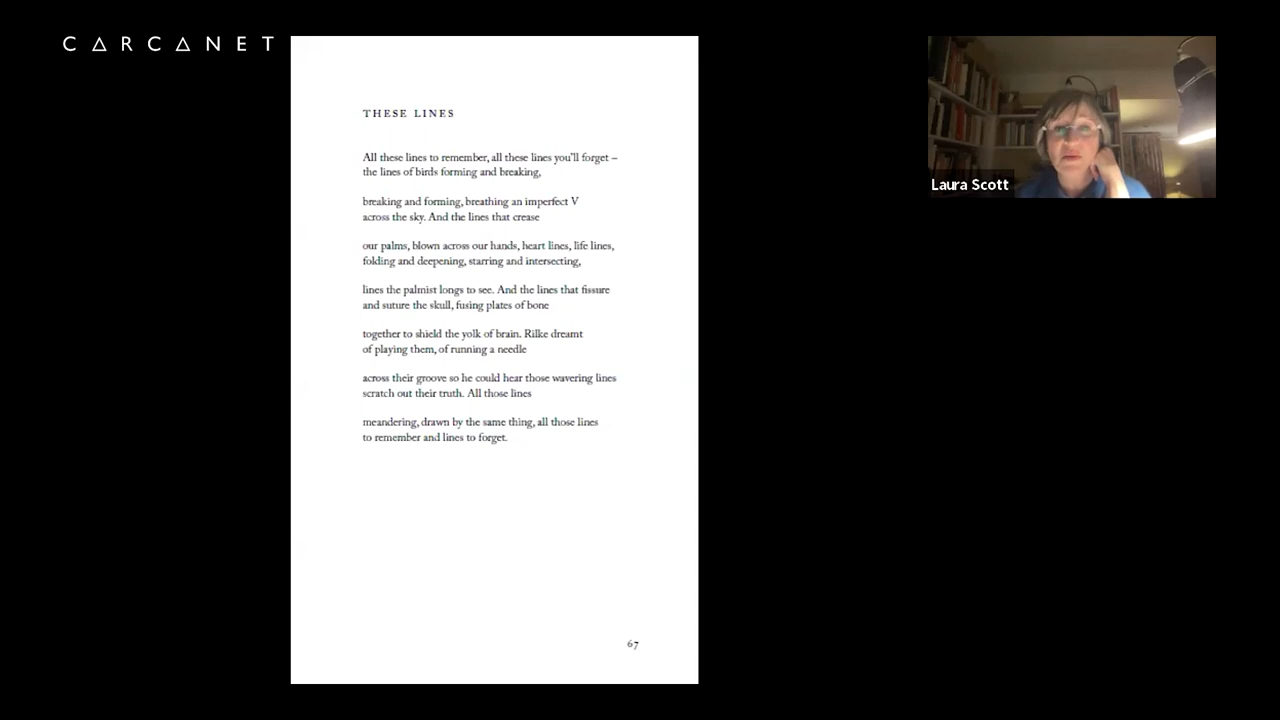 CARCANET
THESE LINES
All these lines to remember, all these lines you'll forget –
the lines of birds forming and breaking,
breaking and forming, breathing an imperfect V
across the sky. And the lines that crease
our palms, blown across our hands, heart lines, life lines,
folding and deepening, starring and intersecting,
lines the palmist longs to see. And the lines that fissure
and suture the skull, fusing plates of bone
together to shield the yolk of brain. Rilke dreamt
of playing them, of running a needle
across their groove so he could hear those wavering lines
scratch out their truth. All those lines
meandering, drawn by the same thing, all those lines
to remember and lines to forget.
67
Laura Scott